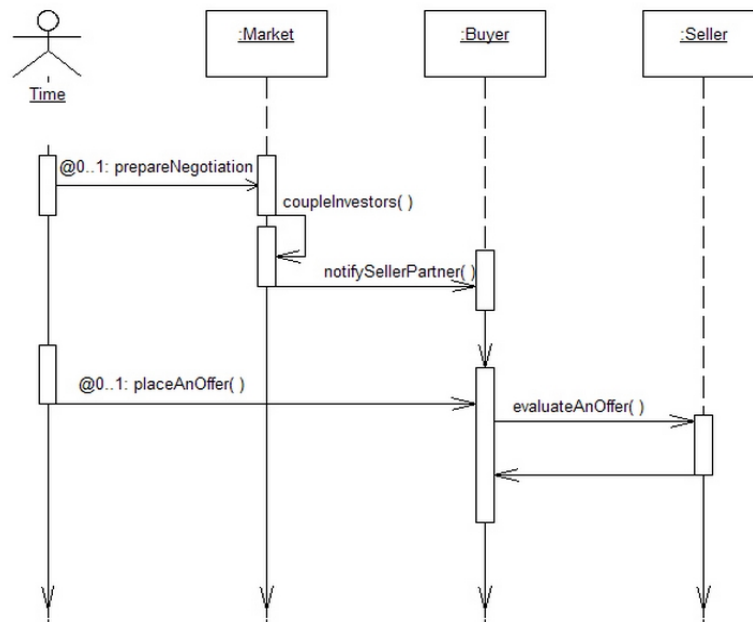 :Market
:Buyer
:Seller
Time
@0..1: prepareNegotiation
coupleInvestors( )
notifySellerPartner( )
@0..1: placeAnOffer( )
evaluateAnOffer( )